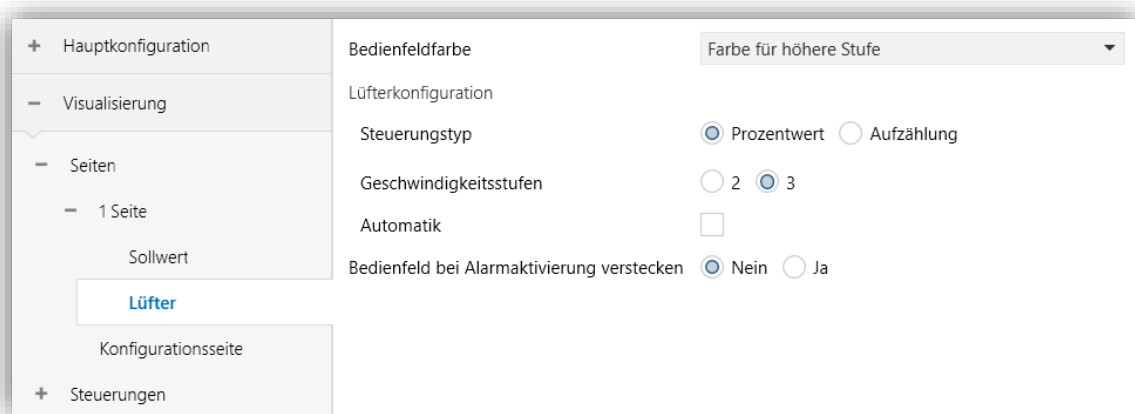 Hauptkonfiguration
Visualisierung
Seiten
1 Seite
Sollwert
Lüfter
Konfigurationsseite
Steuerungen
Bedienfeldfarbe Farbe für höhere Stufe
Lüfterkonfiguration
Steuerungstyp Prozentwert Aufzählung
Geschwindigkeitsstufen 2 3
Automatik
Bedienfeld bei Alarmaktivierung verstecken Nein Ja